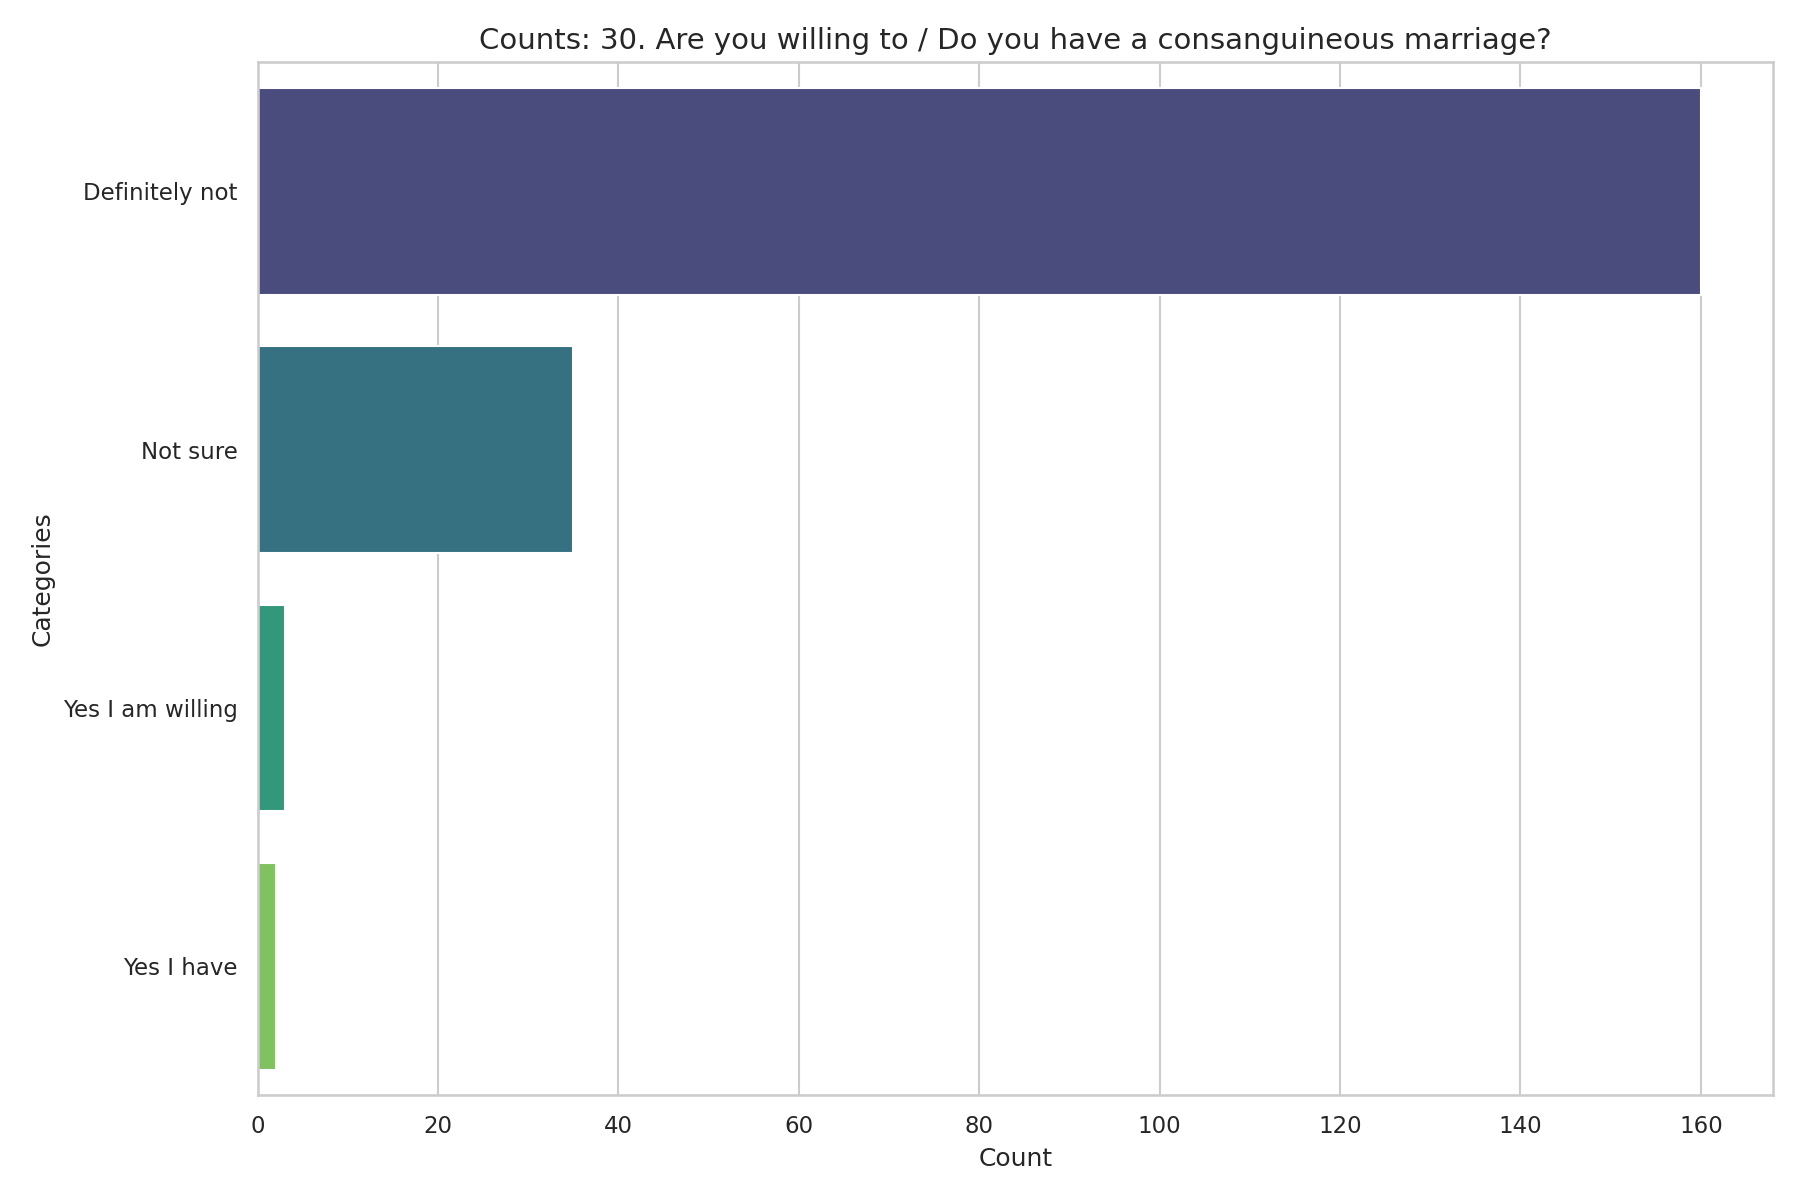 Counts: 30. Are you willing to / Do you have a consanguineous marriage?
Definitely not
Not sure
Categories
Yes I am willing
Yes I have
0 20 40 60 80 100 120 140 160
Count